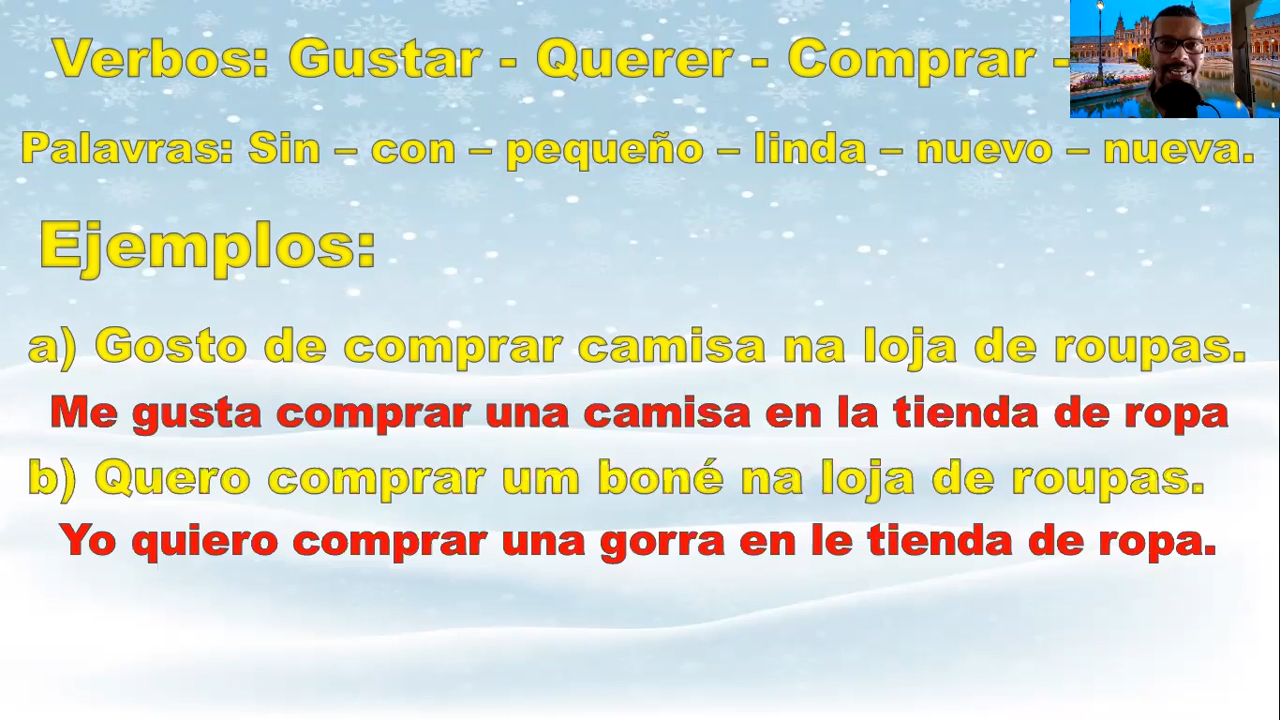 Verbos: Gustar - Querer - Comprar -
Palavras: Sin – con – pequeño – linda – nuevo – nueva.
Ejemplos:
a) Gosto de comprar camisa na loja de roupas.
Me gusta comprar una camisa en la tienda de ropa
b) Quero comprar um boné na loja de roupas.
Yo quiero comprar una gorra en le tienda de ropa.